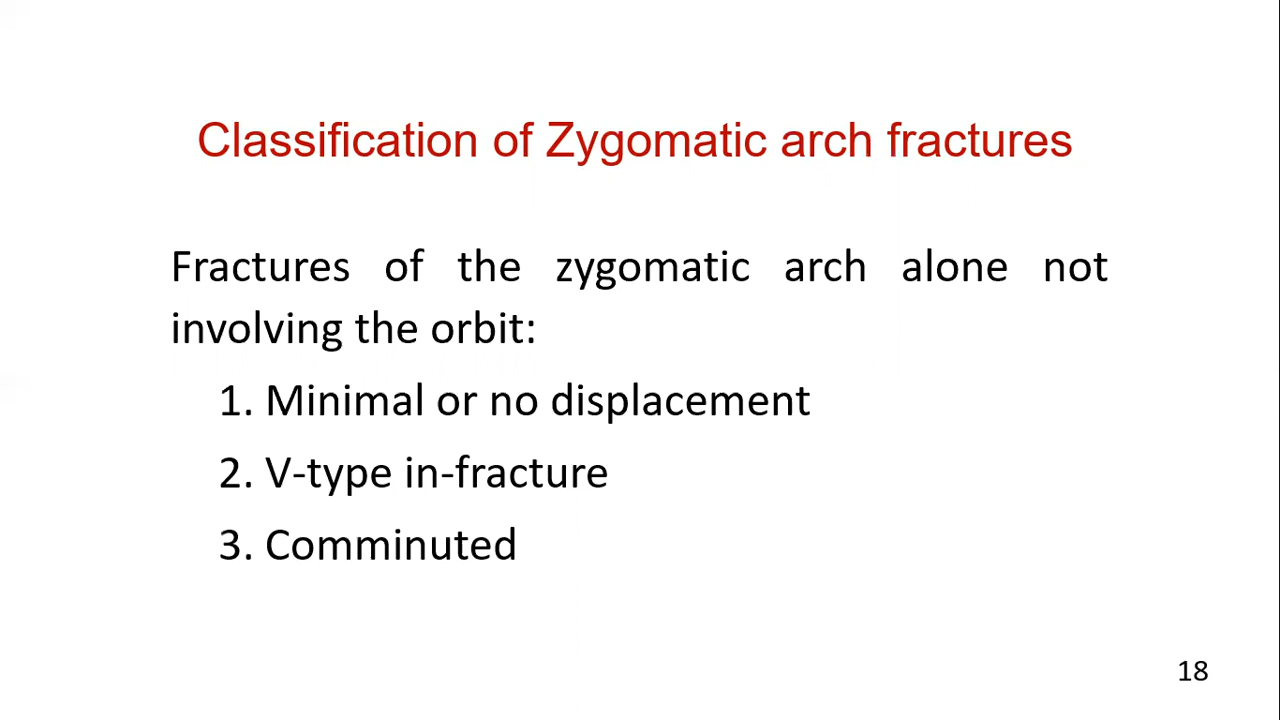 Classification of Zygomatic arch fractures
Fractures of the zygomatic arch alone not
involving the orbit:
1. Minimal or no displacement
2. V-type in-fracture
3. Comminuted
18